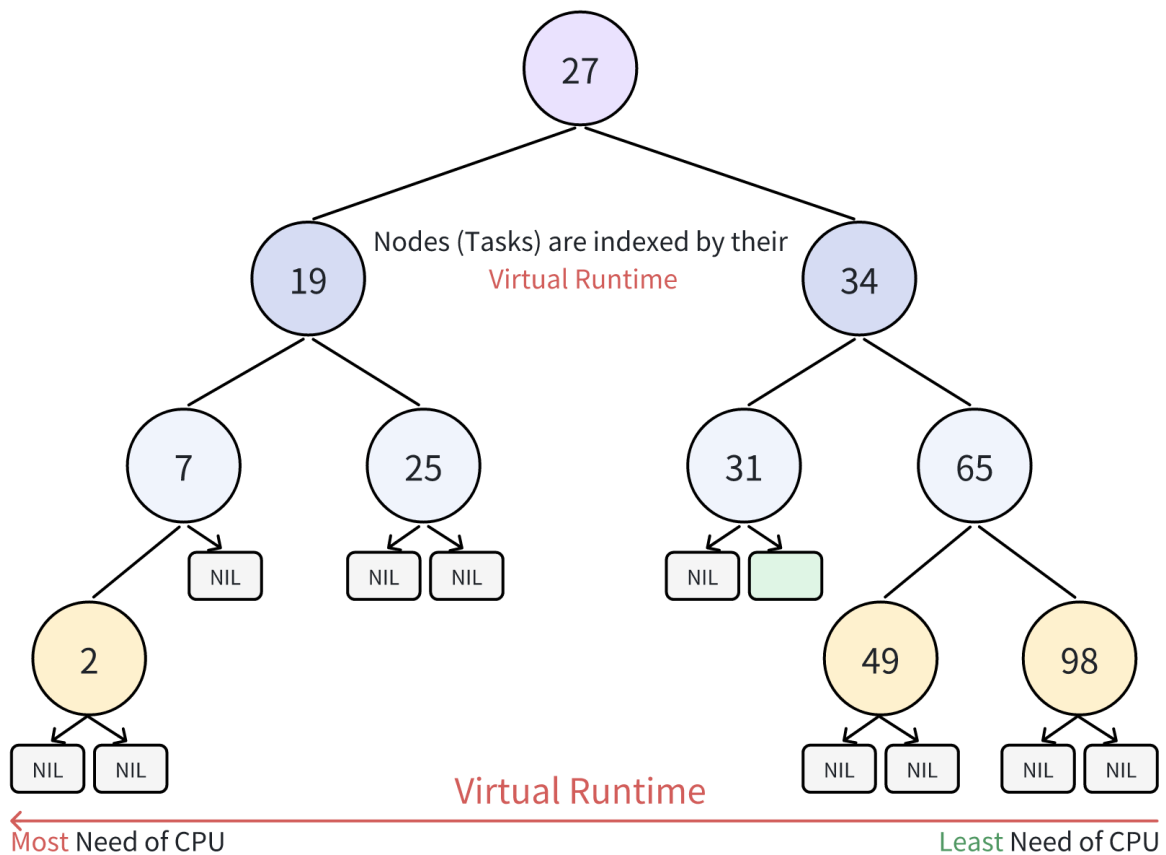 27
Nodes (Tasks) are indexed by their
Virtual Runtime
19
34
7
25
31
65
NIL
NIL
NIL
NIL
2
49
98
NIL
NIL
NIL
NIL
NIL
NIL
Virtual Runtime
Most Need of CPU
Least Need of CPU